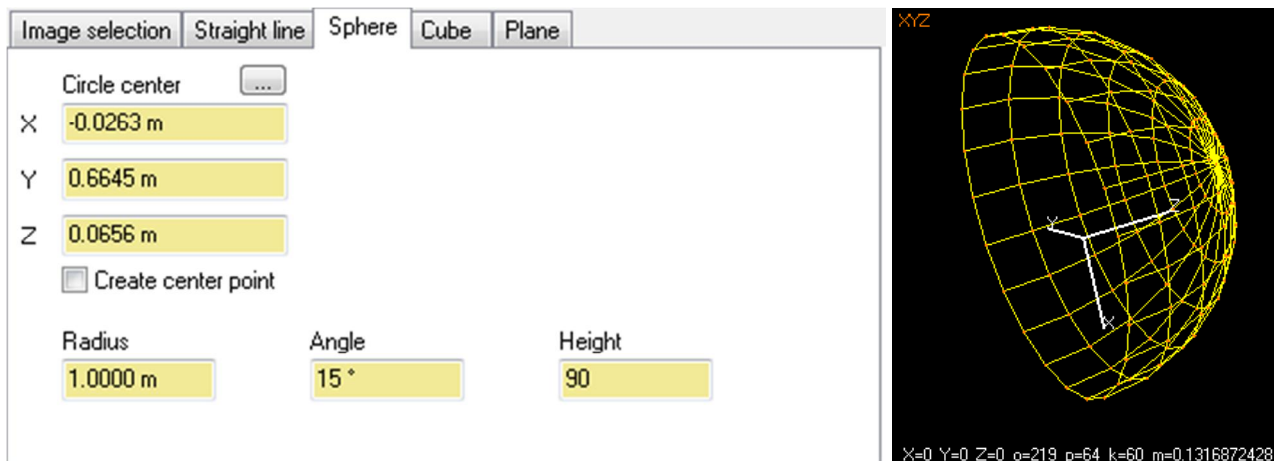 Image selection Straight line Sphere Cube Plane
Circle center ...
X -0.0263 m
Y 0.6645 m
Z 0.0656 m
Create center point
Radius Angle Height
1.0000 m 15 ° 90
XYZ
Y Z
X
X=0 Y=0 Z=0 o=219 p=64 k=60 m=0.1316872428